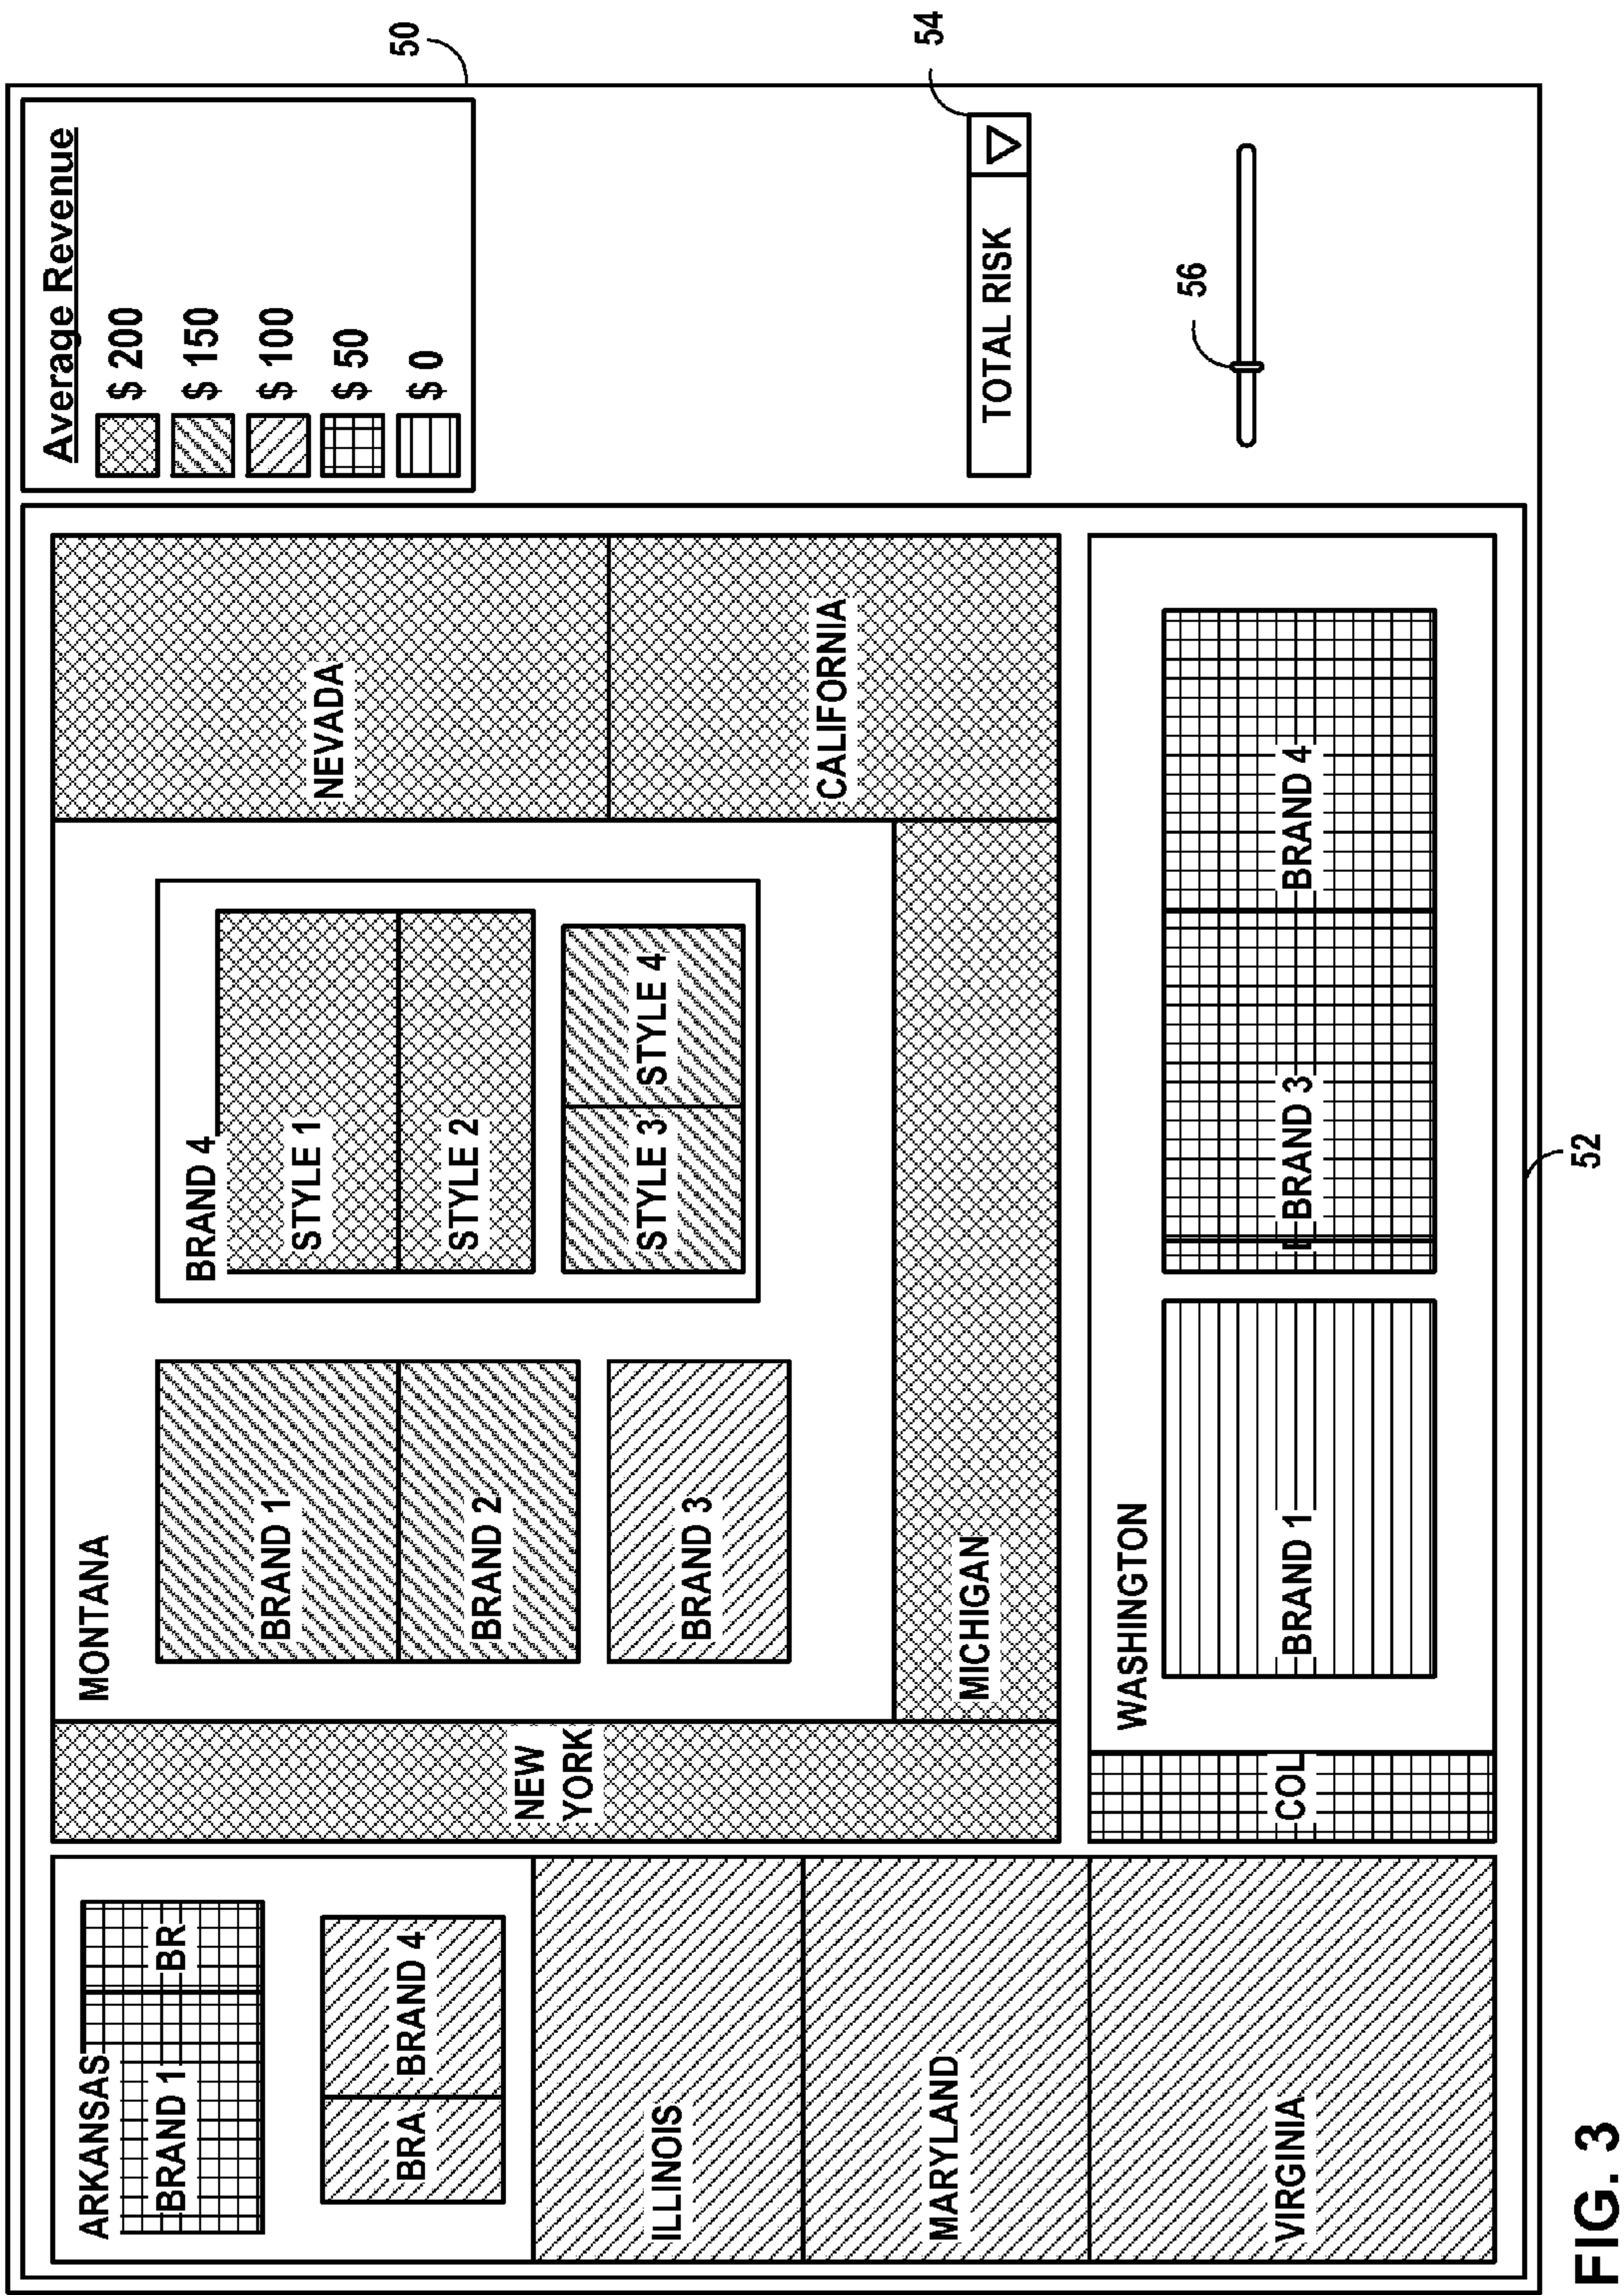 ARKANSAS
BRAND 1
BR
BRA
BRAND 4
ILLINOIS
MARYLAND
VIRGINIA
NEW
YORK
MONTANA
BRAND 1
BRAND 2
BRAND 3
BRAND 4
STYLE 1
STYLE 2
STYLE 3
STYLE 4
NEVADA
CALIFORNIA
MICHIGAN
COL
WASHINGTON
BRAND 1
BRAND 3
BRAND 4
Average Revenue
$ 200
$ 150
$ 100
$ 50
$ 0
50
TOTAL RISK
54
56
52
FIG. 3